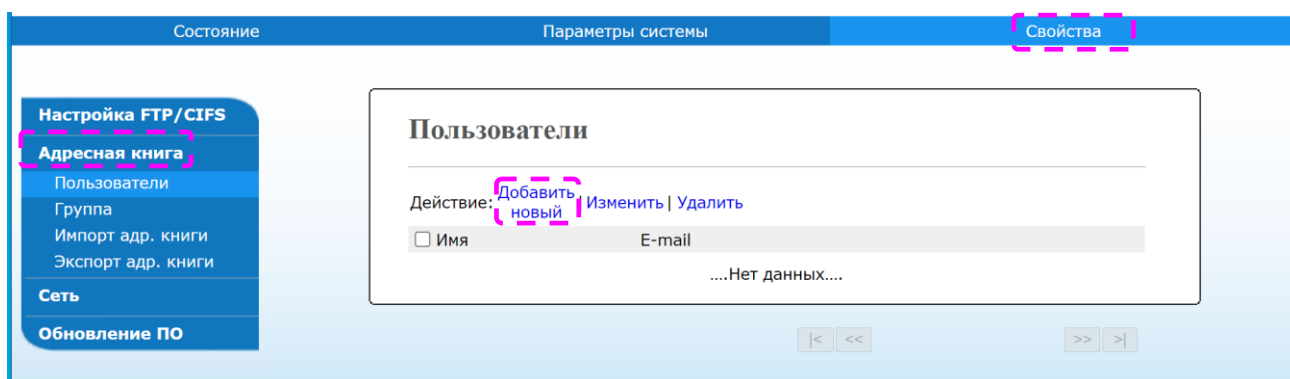 Состояние
Параметры системы
Свойства
Настройка FTP/CIFS
Адресная книга
Пользователи
Группа
Импорт адр. книги
Экспорт адр. книги
Сеть
Обновление ПО
Пользователи
Действие: Добавить новый | Изменить | Удалить
Имя E-mail
....Нет данных....
|< << >> >|